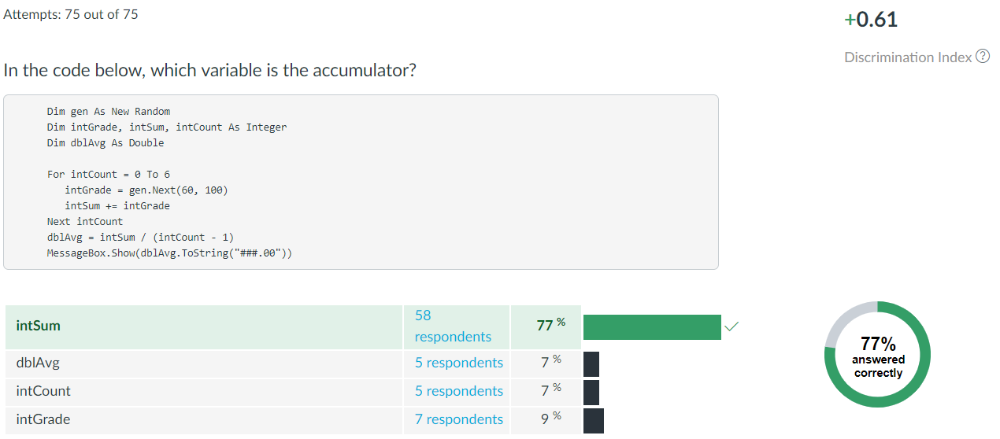 Attempts: 75 out of 75
+0.61
Discrimination Index ?
In the code below, which variable is the accumulator?
Dim gen As New Random
Dim intGrade, intSum, intCount As Integer
Dim dblAvg As Double
For intCount = 0 To 6
intGrade = gen.Next(60, 100)
intSum += intGrade
Next intCount
dblAvg = intSum / (intCount - 1)
MessageBox.Show(dblAvg.ToString("###.00"))
intSum 58 respondents 77 %
dblAvg 5 respondents 7 %
intCount 5 respondents 7 %
intGrade 7 respondents 9 %
77%
answered
correctly